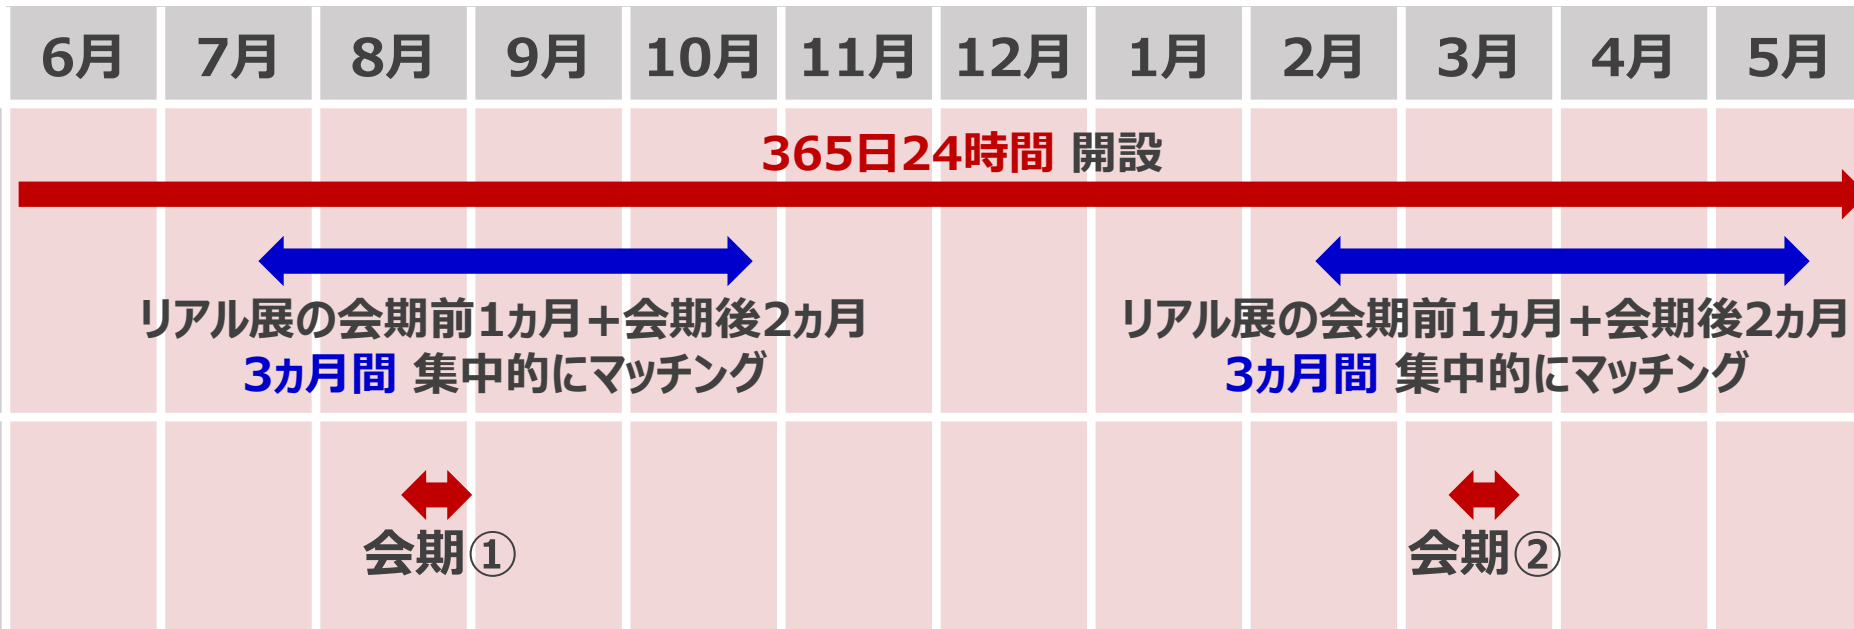 6月 7月 8月 9月 10月 11月 12月 1月 2月 3月 4月 5月
365日24時間 開設
リアル展の会期前1ヵ月+会期後2ヵ月
3ヵ月間 集中的にマッチング
リアル展の会期前1ヵ月+会期後2ヵ月
3ヵ月間 集中的にマッチング
会期①
会期②